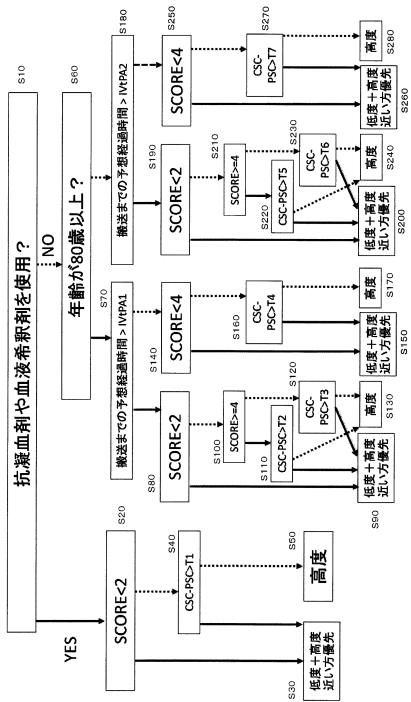 抗凝血剤や血液希釈剤を使用？
S10
YES
NO
SCORE<2
S20
年齢が80歳以上？
S60
CSC-PSC>T1
S40
低度＋高度
近い方優先
S30
高度
S50
搬送までの予想経過時間 > IVtPA1
S70
搬送までの予想経過時間 > IVtPA2
S180
SCORE<2
S80
SCORE<4
S140
SCORE<2
S190
SCORE<4
S250
SCORE>=4
S100
CSC-PSC>T2
S110
CSC-
PSC>T3
S120
CSC-
PSC>T4
S160
SCORE>=4
S210
CSC-PSC>T5
S220
CSC-
PSC>T6
S230
CSC-
PSC>T7
S270
低度＋高度
近い方優先
S90
高度
S130
低度＋高度
近い方優先
S150
高度
S170
低度＋高度
近い方優先
S200
高度
S240
低度＋高度
近い方優先
S260
高度
S280